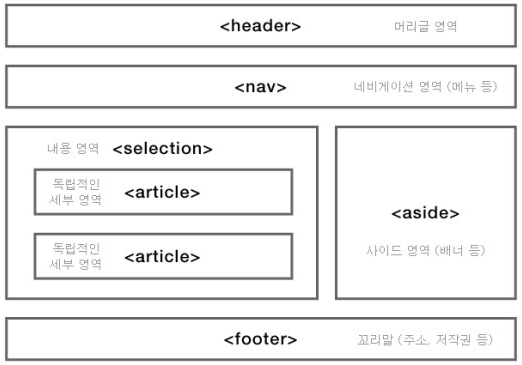 <header> 머리글 영역
<nav> 네비게이션 영역 (메뉴 등)
내용 영역 <selection>
독립적인
세부 영역 <article>
독립적인
세부 영역 <article>
<aside>
사이드 영역 (배너 등)
<footer> 꼬리말 (주소, 저작권 등)